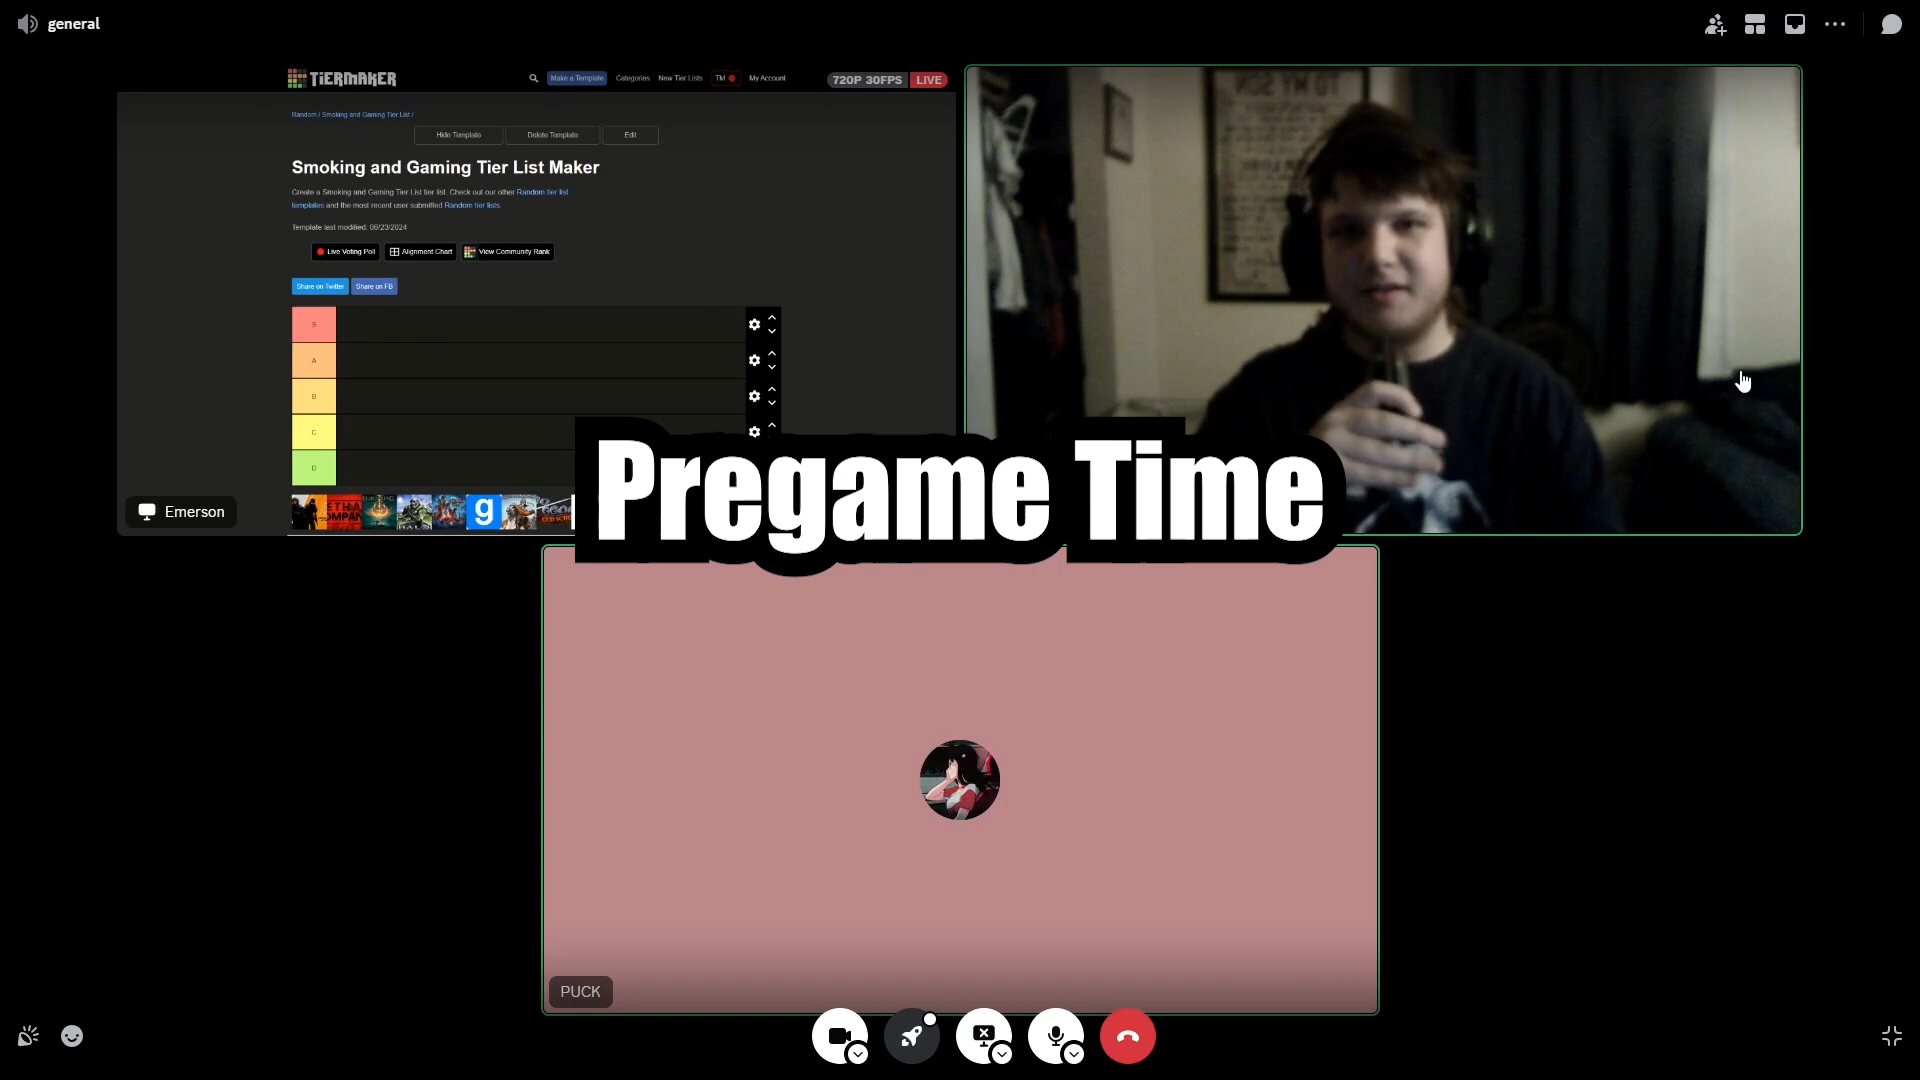 general
TiERMAKER
Make a Template
Categories
New Tier Lists
TM
My Account
720P 30FPS
LIVE
Random / Smoking and Gaming Tier List /
Hide Template
Delete Template
Edit
Smoking and Gaming Tier List Maker
Create a Smoking and Gaming Tier List tier list. Check out our other Random tier list
templates and the most recent user submitted Random tier lists.
Template last modified: 06/23/2024
Live Voting Poll
Alignment Chart
View Community Rank
Share on Twitter
Share on FB
S
A
B
C
D
TO MY SON
HALO
g
Emerson
Pregame Time
PUCK